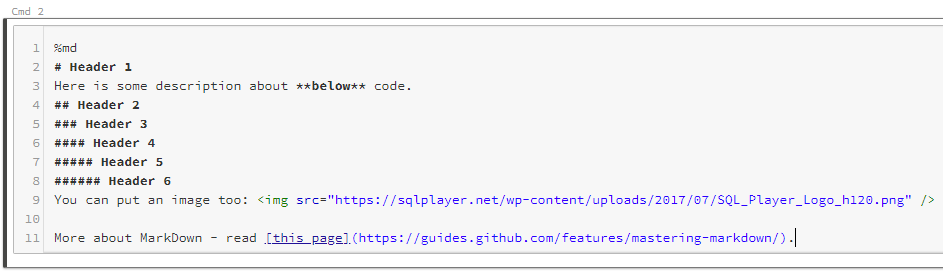 Cmd 2
1 %md
2 # Header 1
3 Here is some description about **below** code.
4 ## Header 2
5 ### Header 3
6 #### Header 4
7 ##### Header 5
8 ###### Header 6
9 You can put an image too: <img src="https://sqlplayer.net/wp-content/uploads/2017/07/SQL_Player_Logo_h120.png" />
10
11 More about MarkDown - read [this page](https://guides.github.com/features/mastering-markdown/).